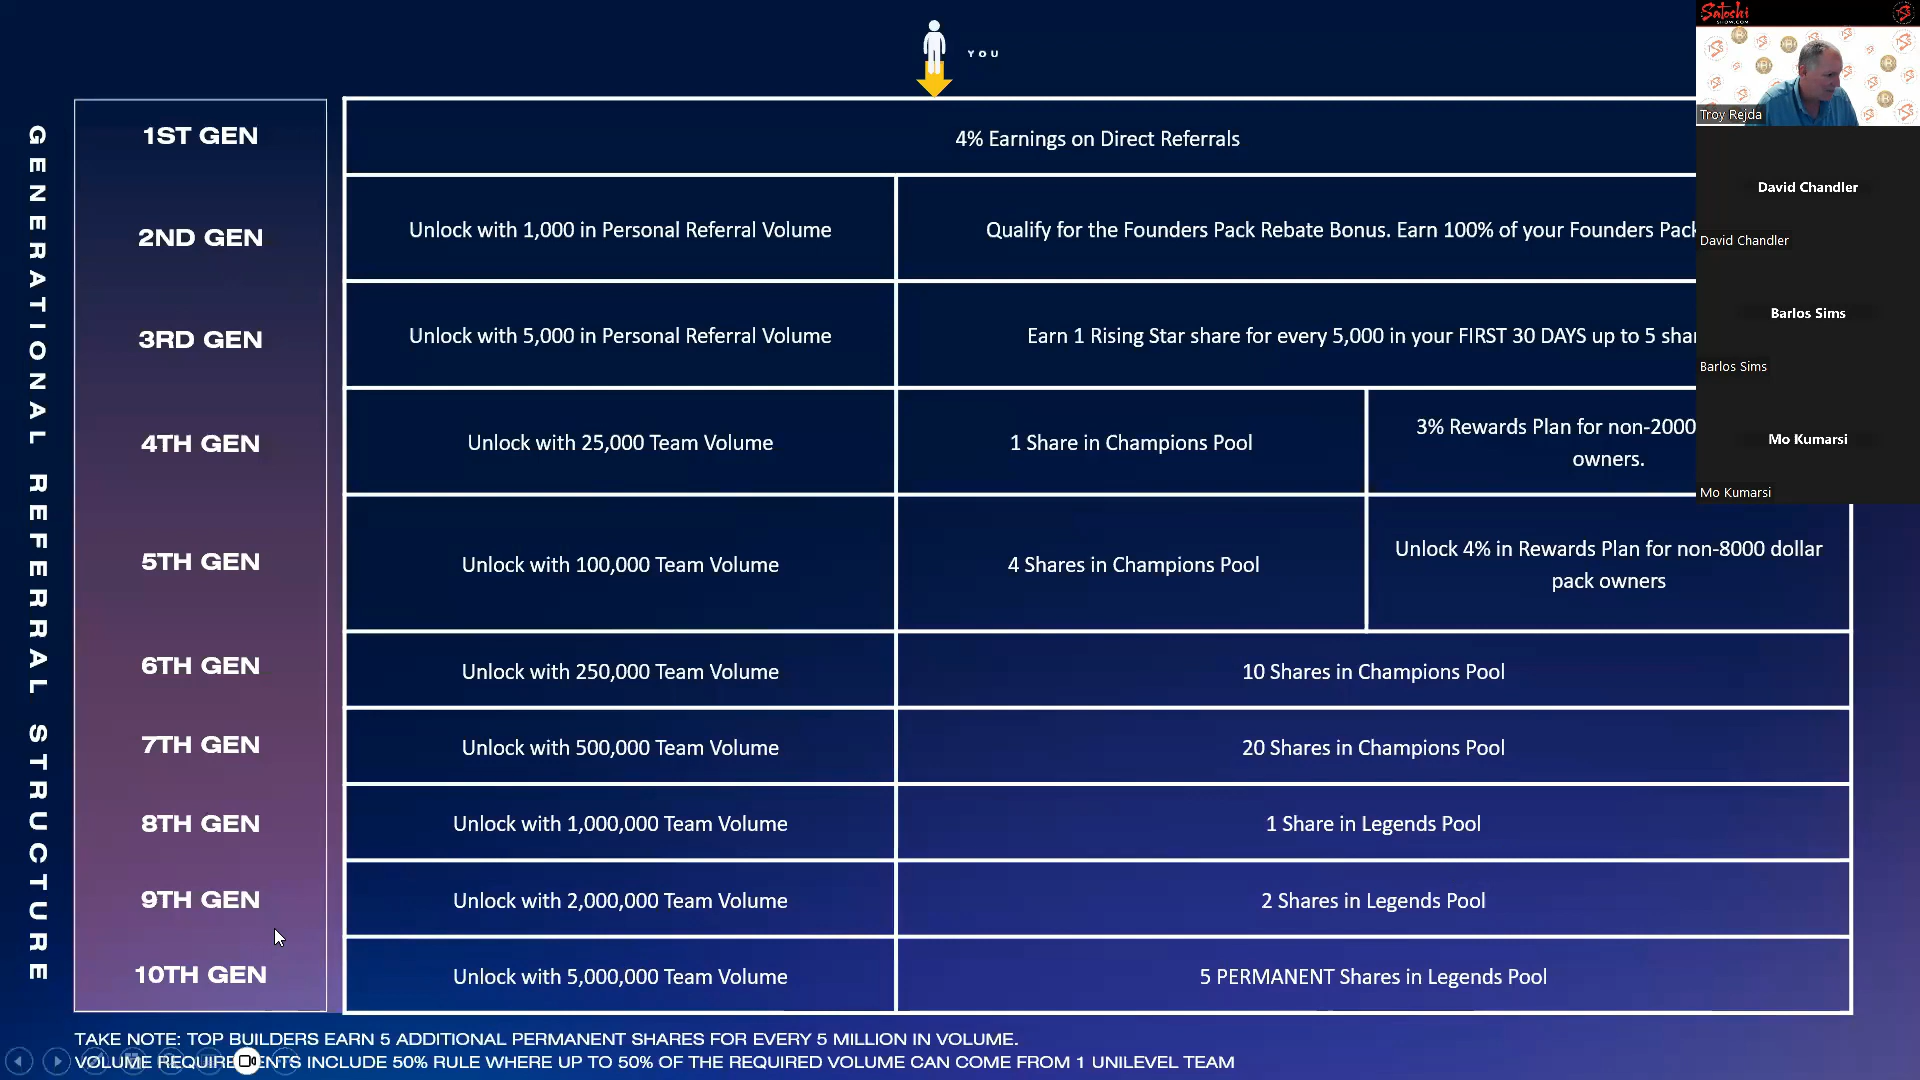 YOU
GENERATIONAL REFERRAL STRUCTURE
1ST GEN
4% Earnings on Direct Referrals
2ND GEN
Unlock with 1,000 in Personal Referral Volume
Qualify for the Founders Pack Rebate Bonus. Earn 100% of your Founders Pack
3RD GEN
Unlock with 5,000 in Personal Referral Volume
Earn 1 Rising Star share for every 5,000 in your FIRST 30 DAYS up to 5
4TH GEN
Unlock with 25,000 Team Volume
1 Share in Champions Pool
3% Rewards Plan for non-2000
owners.
5TH GEN
Unlock with 100,000 Team Volume
4 Shares in Champions Pool
Unlock 4% in Rewards Plan for non-8000 dollar
pack owners
6TH GEN
Unlock with 250,000 Team Volume
10 Shares in Champions Pool
7TH GEN
Unlock with 500,000 Team Volume
20 Shares in Champions Pool
8TH GEN
Unlock with 1,000,000 Team Volume
1 Share in Legends Pool
9TH GEN
Unlock with 2,000,000 Team Volume
2 Shares in Legends Pool
10TH GEN
Unlock with 5,000,000 Team Volume
5 PERMANENT Shares in Legends Pool
TAKE NOTE: TOP BUILDERS EARN 5 ADDITIONAL PERMANENT SHARES FOR EVERY 5 MILLION IN VOLUME.
VOLUME REQUIREMENTS INCLUDE 50% RULE WHERE UP TO 50% OF THE REQUIRED VOLUME CAN COME FROM 1 UNILEVEL TEAM
Satoshi
Troy Rejda
David Chandler
David Chandler
Barlos Sims
Barlos Sims
Mo Kumarsi
Mo Kumarsi